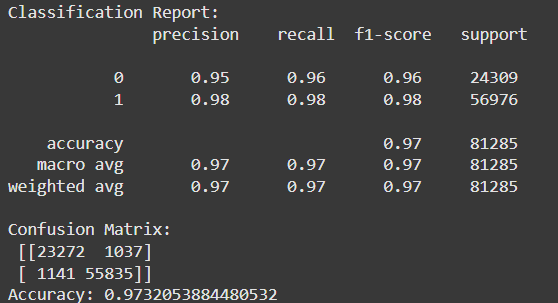 Classification Report:
precision recall f1-score support
0 0.95 0.96 0.96 24309
1 0.98 0.98 0.98 56976
accuracy 0.97 81285
macro avg 0.97 0.97 0.97 81285
weighted avg 0.97 0.97 0.97 81285
Confusion Matrix:
[[23272 1037]
[ 1141 55835]]
Accuracy: 0.9732053884480532